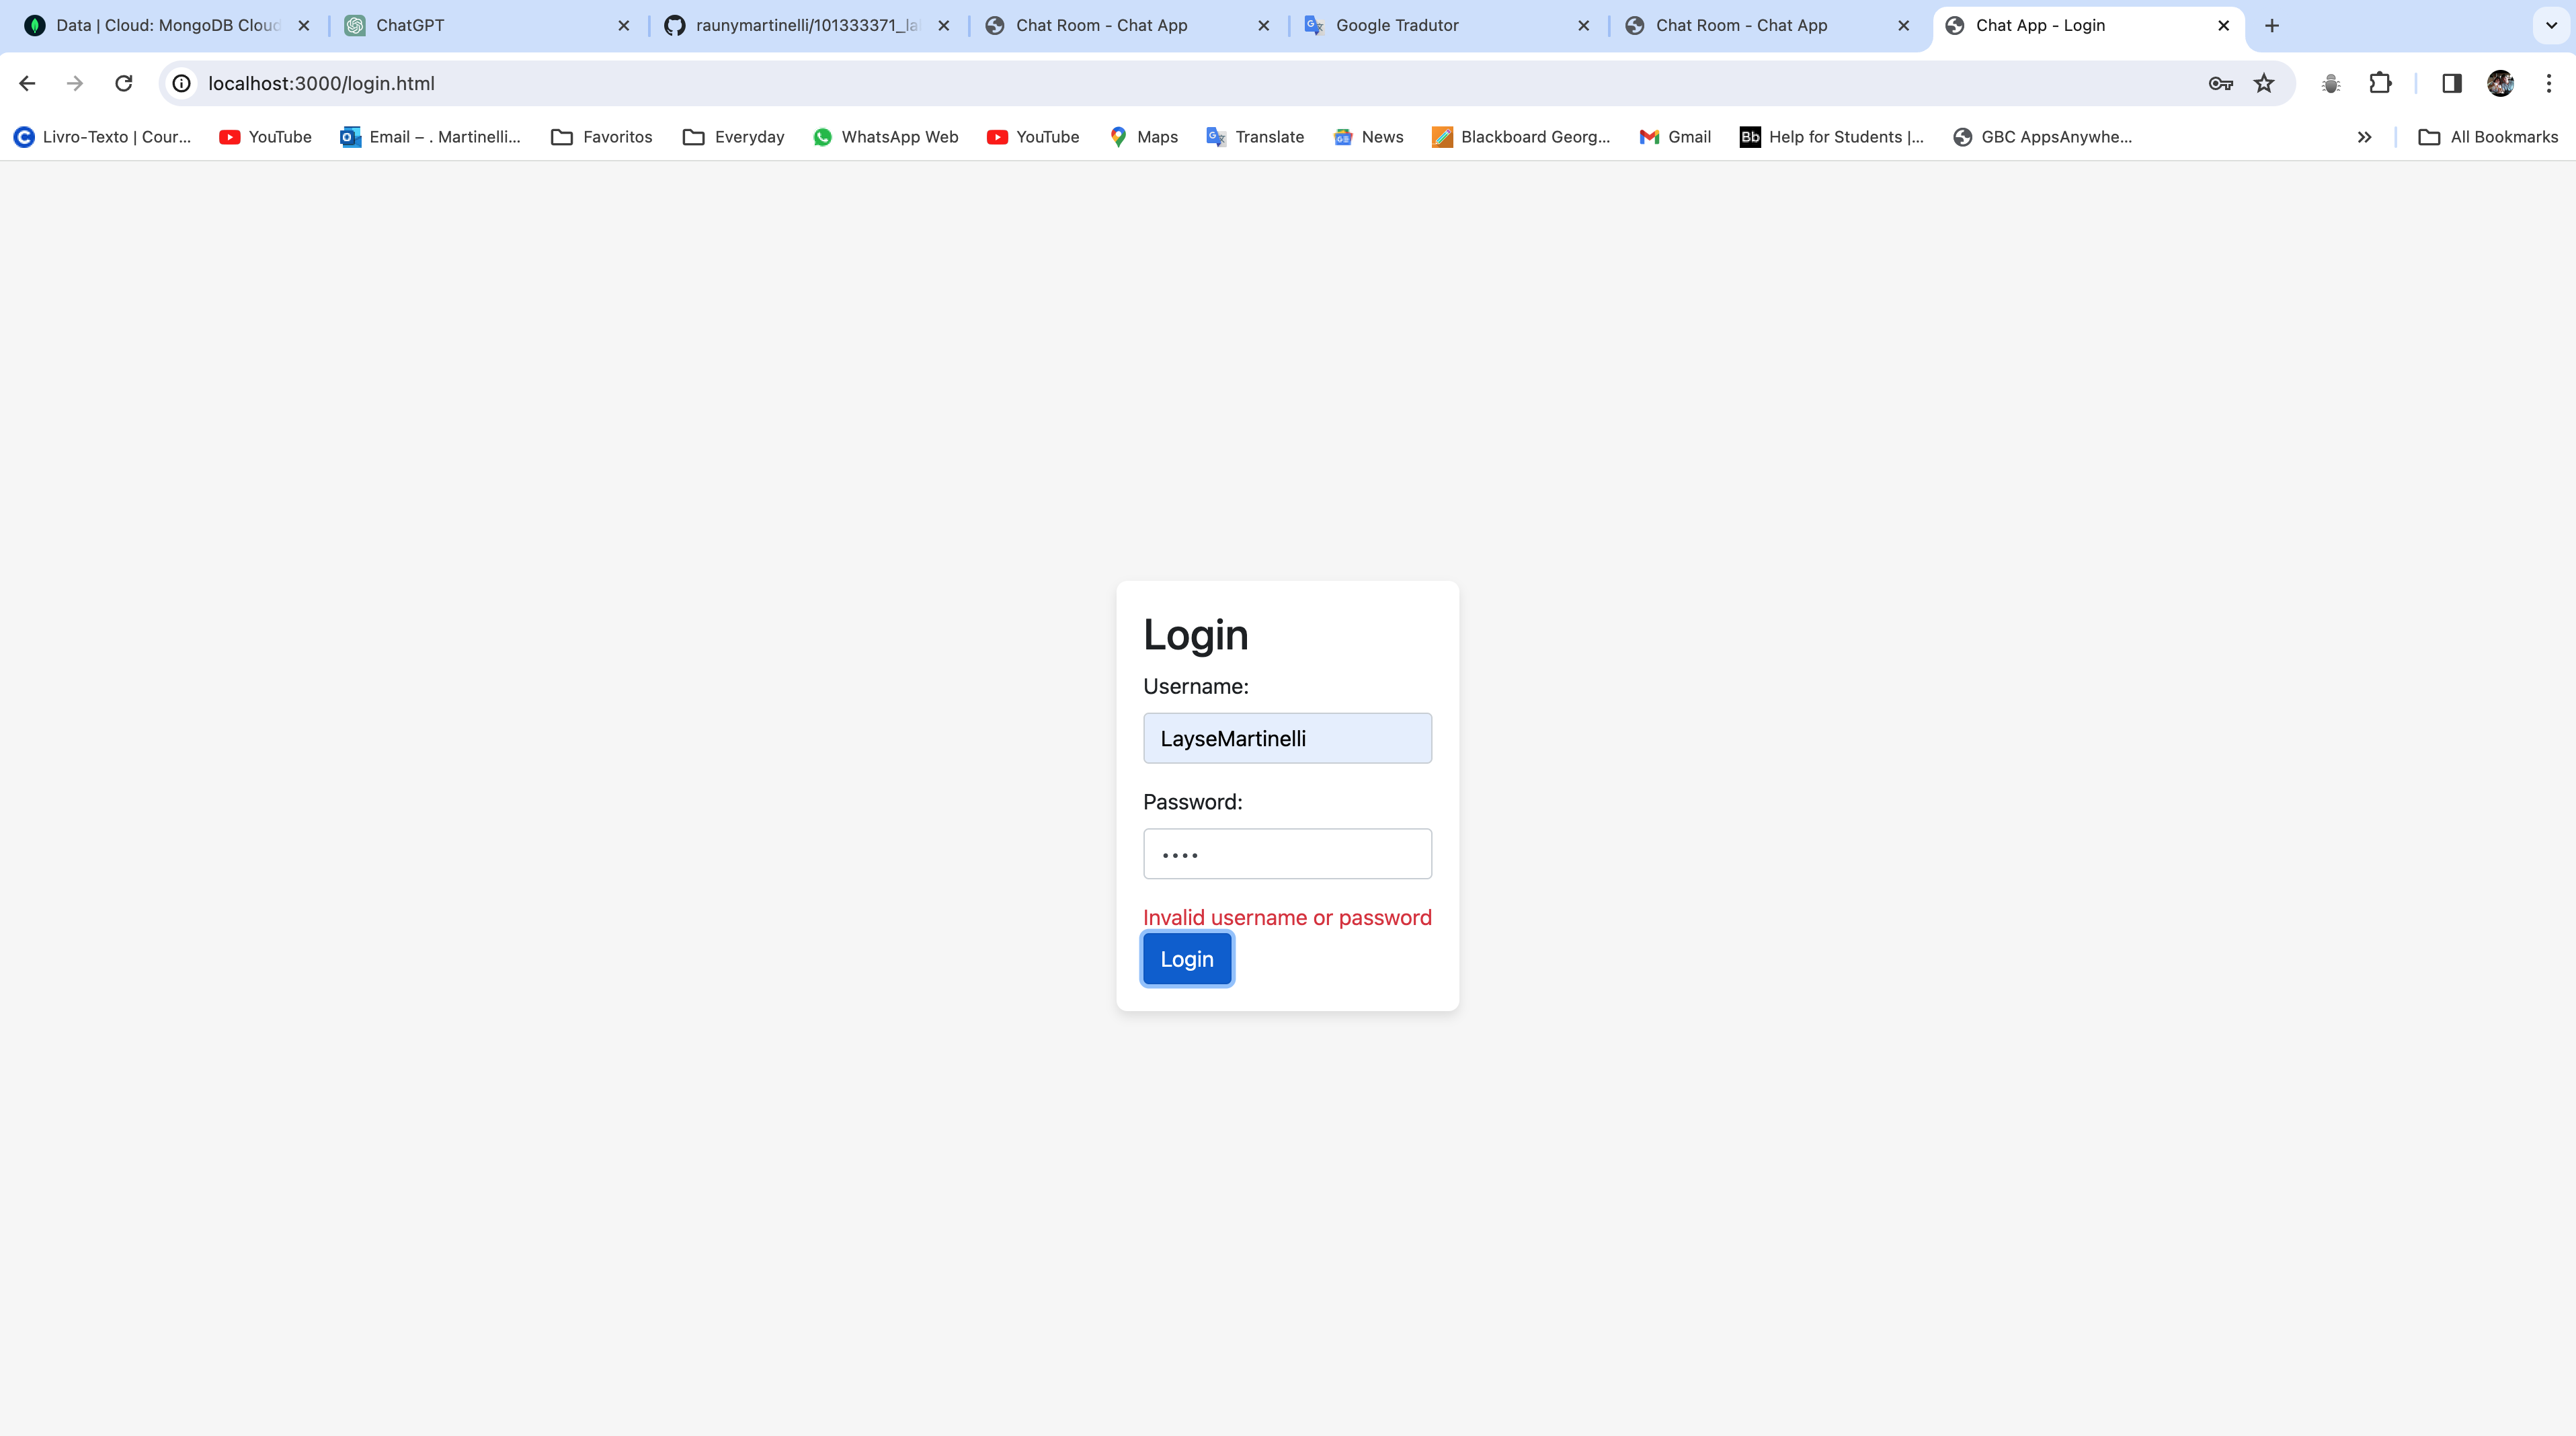 Data | Cloud: MongoDB Cloud
ChatGPT
raunymartinelli/101333371_la
Chat Room - Chat App
Google Tradutor
Chat Room - Chat App
Chat App - Login
localhost:3000/login.html
Livro-Texto | Cour...
YouTube
Email – . Martinelli...
Favoritos
Everyday
WhatsApp Web
YouTube
Maps
Translate
News
Blackboard Georg...
Gmail
Bb
Help for Students |...
GBC AppsAnywhe...
All Bookmarks
Login
Username:
LayseMartinelli
Password:
Invalid username or password
Login